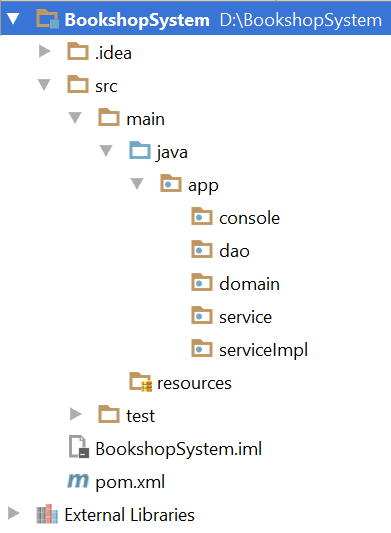 BookshopSystem D:\BookshopSystem
.idea
src
main
java
app
console
dao
domain
service
serviceImpl
resources
test
BookshopSystem.iml
m pom.xml
External Libraries